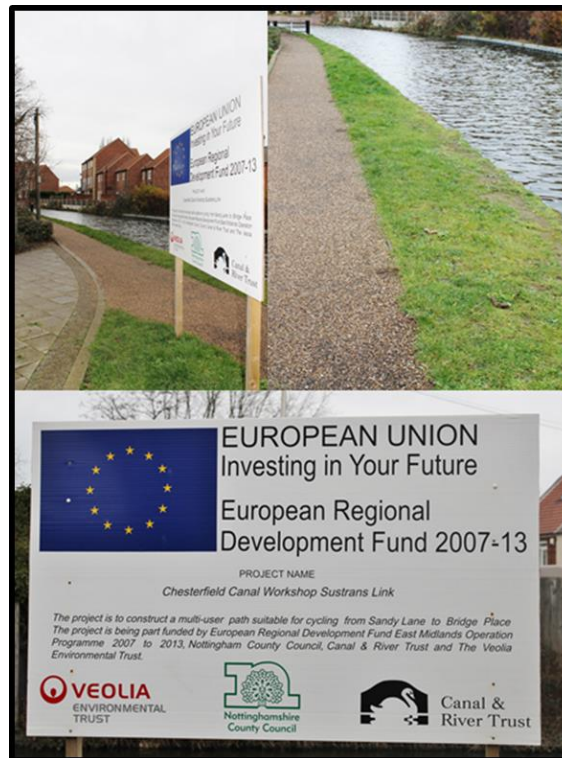 EUROPEAN UNION
Investing in Your Future
European Regional
Development Fund 2007-13
VEOLIA
Canal &
River Trust
EUROPEAN UNION
Investing in Your Future
European Regional
Development Fund 2007-13
PROJECT NAME
Chesterfield Canal Workshop Sustrans Link
The project is to construct a multi-user path suitable for cycling from Sandy Lane to Bridge Place
The project is being part funded by European Regional Development Fund East Midlands Operation
Programme 2007 to 2013, Nottingham County Council, Canal & River Trust and The Veolia
Environmental Trust.
VEOLIA
ENVIRONMENTAL
TRUST
Nottinghamshire
County Council
Canal &
River Trust